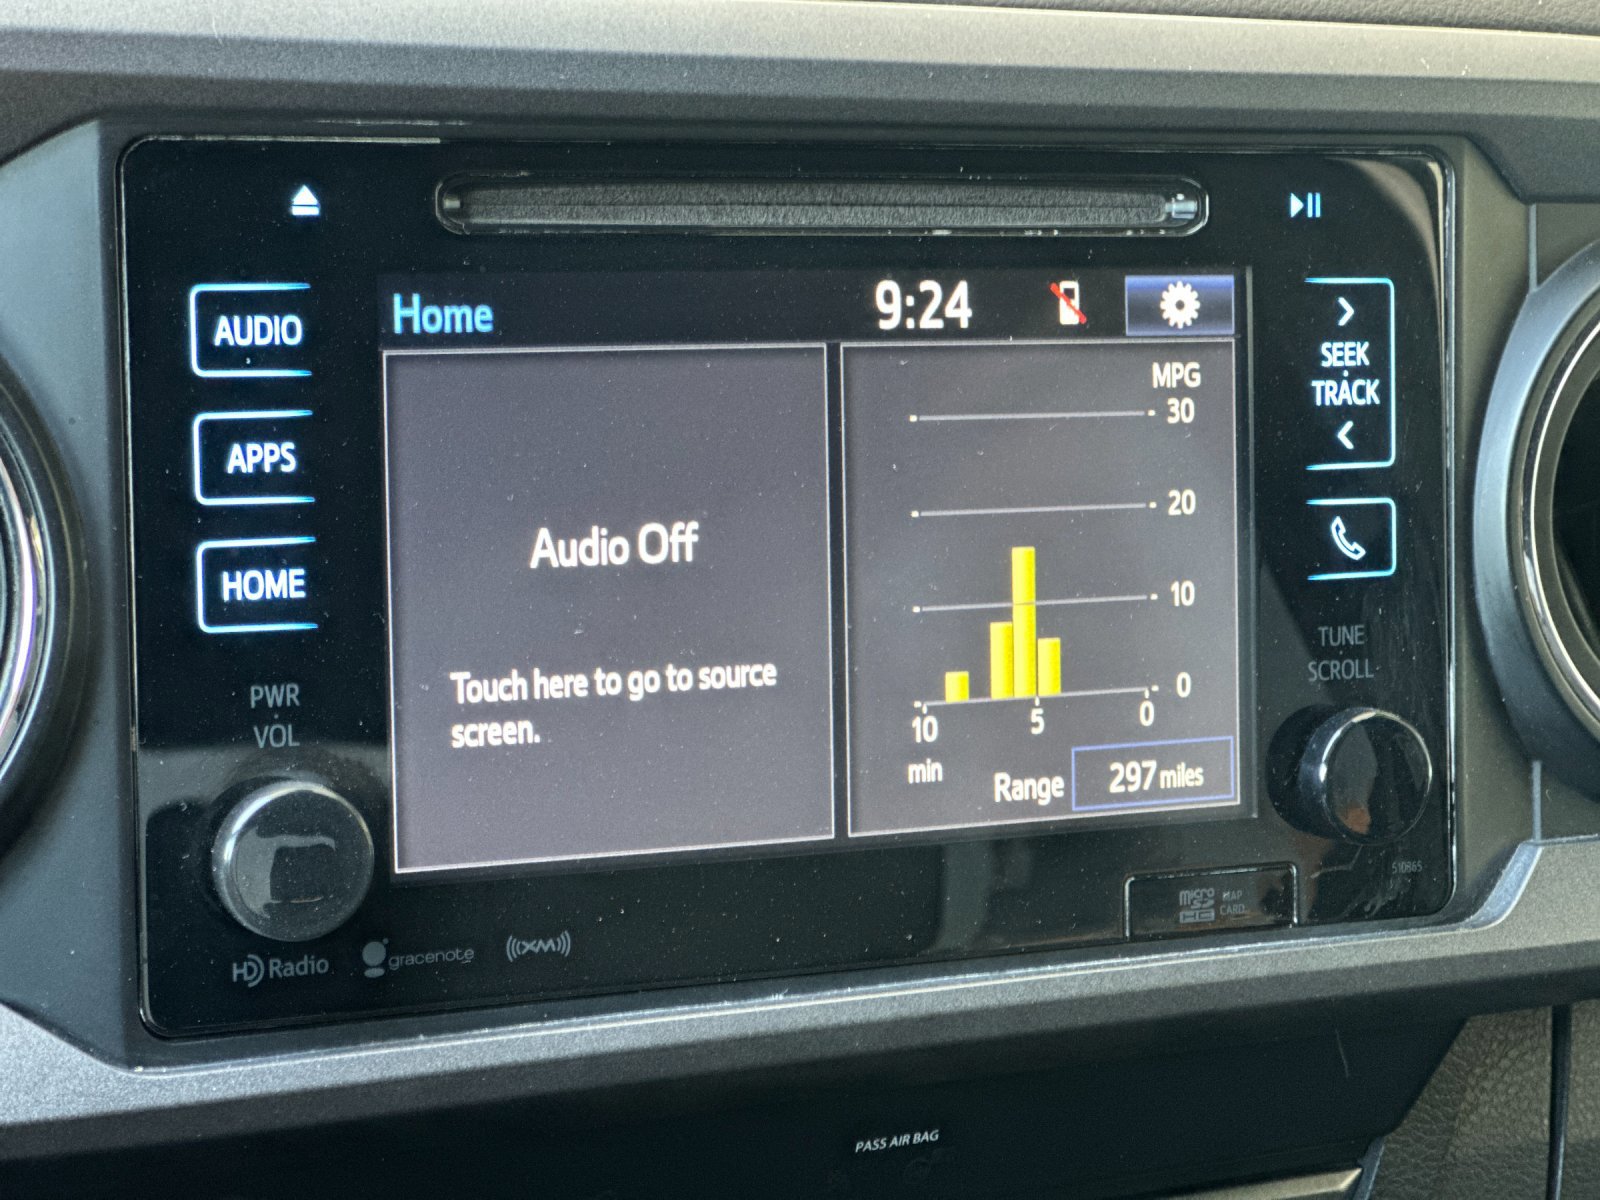 AUDIO
APPS
HOME
PWR
VOL
HD Radio
gracenote
((XM))
Home
9:24
Audio Off
Touch here to go to source
screen.
MPG
30
20
10
0
10
5
0
min
Range
297 miles
SEEK
TRACK
TUNE
SCROLL
510865
micro
SD
HC
MAP
CARD
PASS AIR BAG